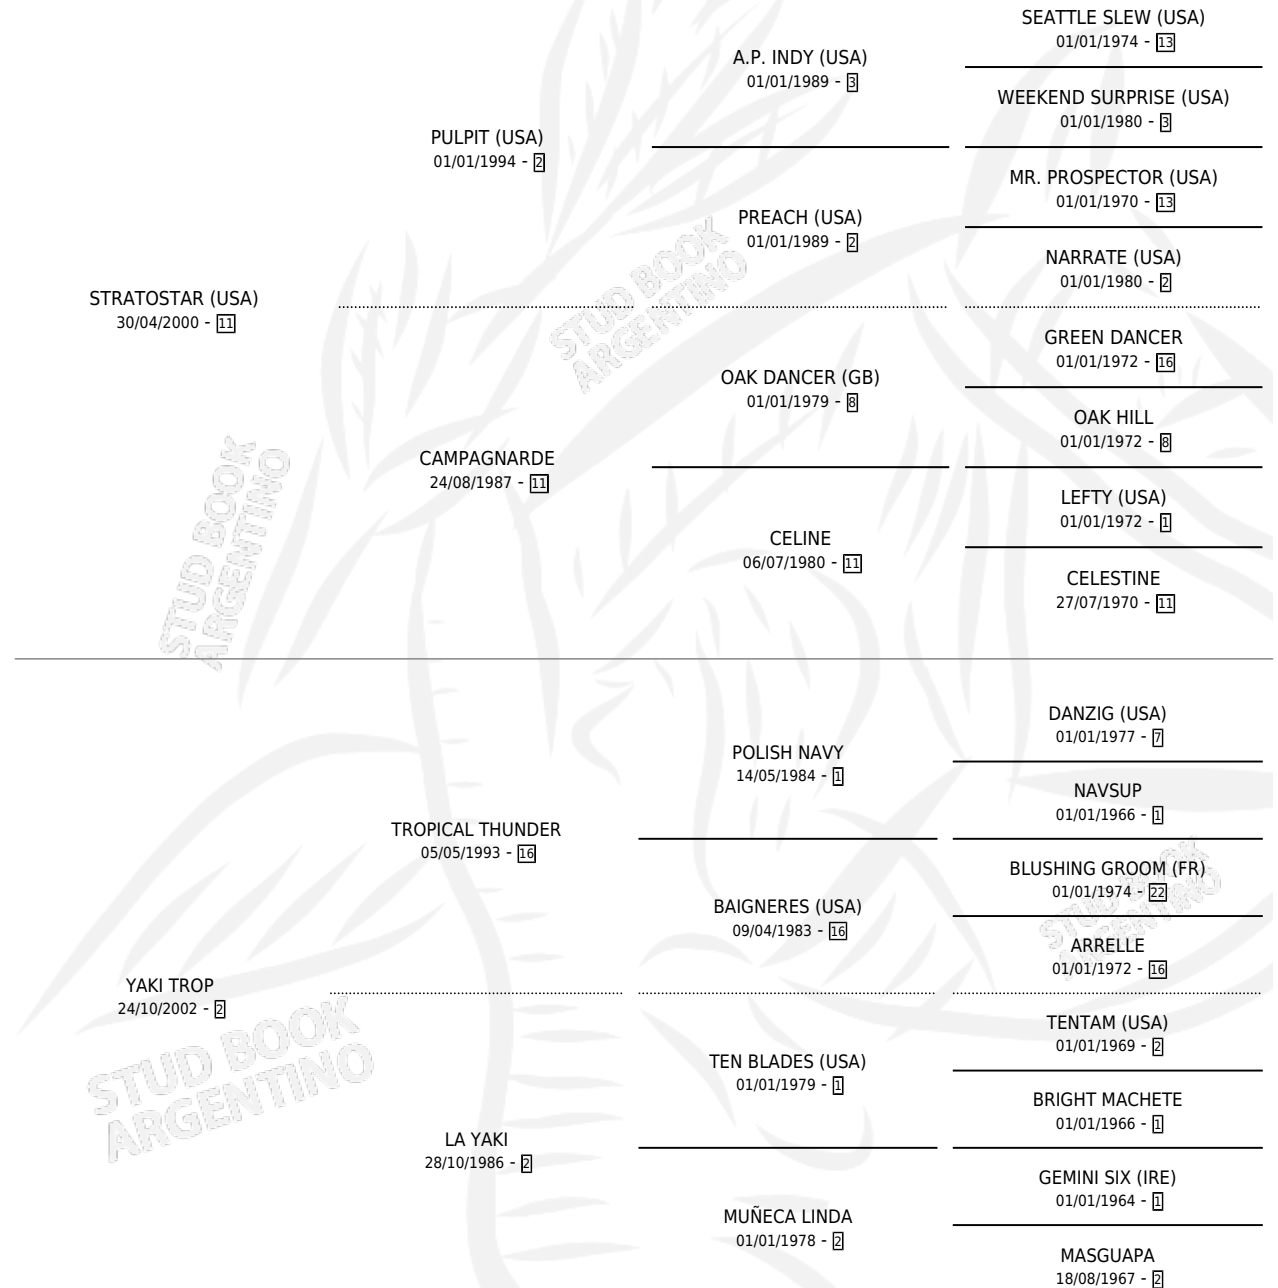 SEATTLE SLEW (USA)
01/01/1974 - 13
A.P. INDY (USA)
01/01/1989 - 3
WEEKEND SURPRISE (USA)
01/01/1980 - 3
PULPIT (USA)
01/01/1994 - 2
MR. PROSPECTOR (USA)
01/01/1970 - 13
PREACH (USA)
01/01/1989 - 2
NARRATE (USA)
01/01/1980 - 2
STRATOSTAR (USA)
30/04/2000 - 11
STUD BOOK
ARGENTINO
GREEN DANCER
01/01/1972 - 16
OAK DANCER (GB)
01/01/1979 - 8
OAK HILL
01/01/1972 - 8
CAMPAGNARDE
24/08/1987 - 11
LEFTY (USA)
01/01/1972 - 1
CELINE
06/07/1980 - 11
CELESTINE
27/07/1970 - 11
STUD BOOK
ARGENTINO
DANZIG (USA)
01/01/1977 - 7
POLISH NAVY
14/05/1984 - 1
NAVSUP
01/01/1966 - 1
TROPICAL THUNDER
05/05/1993 - 16
BLUSHING GROOM (FR)
01/01/1974 - 22
BAIGNERES (USA)
09/04/1983 - 16
STUD BOOK
ARGENTINO
ARRELLE
01/01/1972 - 16
YAKI TROP
24/10/2002 - 2
STUD BOOK
ARGENTINO
TENTAM (USA)
01/01/1969 - 2
TEN BLADES (USA)
01/01/1979 - 1
BRIGHT MACHETE
01/01/1966 - 1
LA YAKI
28/10/1986 - 2
GEMINI SIX (IRE)
01/01/1964 - 1
MUÑECA LINDA
01/01/1978 - 2
MASGUAPA
18/08/1967 - 2